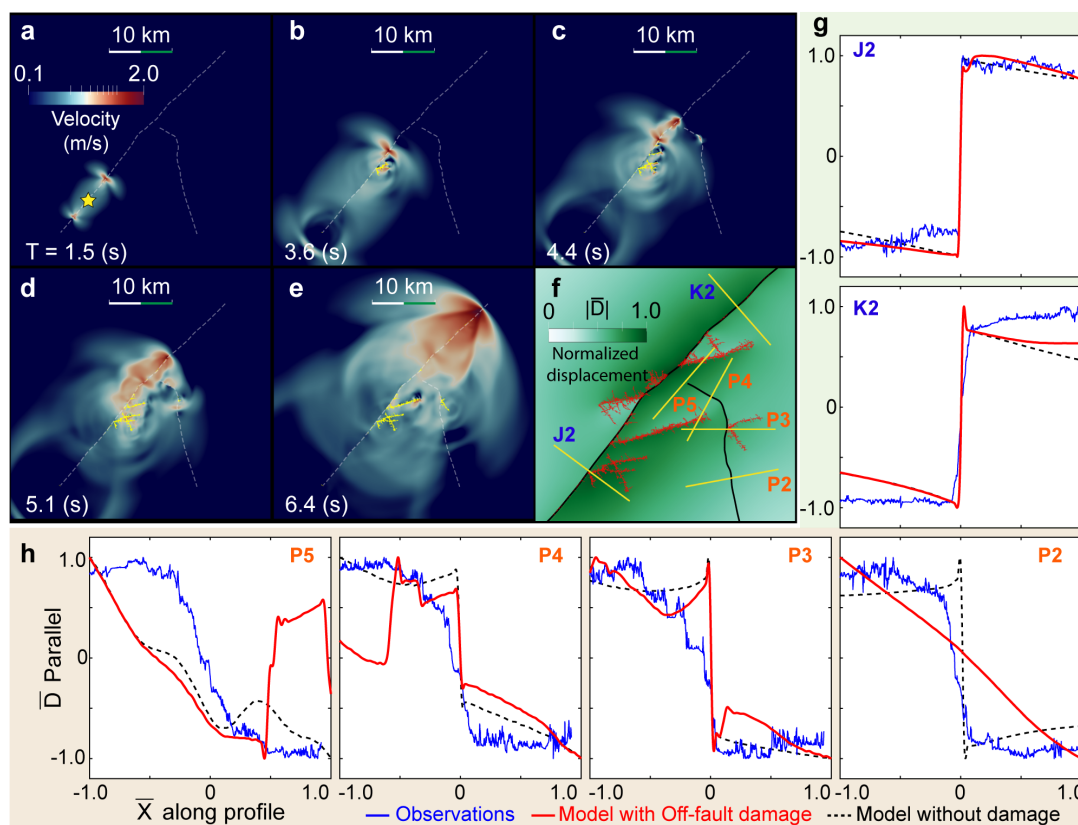 a
10 km
0.1
2.0
Velocity
(m/s)
T = 1.5 (s)
b
10 km
3.6 (s)
c
10 km
4.4 (s)
d
10 km
5.1 (s)
e
10 km
6.4 (s)
f
0 |D̅| 1.0
Normalized
displacement
K2
P4
P5
P3
J2
P2
g
J2
1.0
0
-1.0
K2
1.0
0
-1.0
h
P5
P4
P3
P2
1.0
0
-1.0
D̅ Parallel
-1.0
0
1.0
-1.0
0
1.0
-1.0
0
1.0
-1.0
0
1.0
X̅ along profile
Observations
Model with Off-fault damage
Model without damage